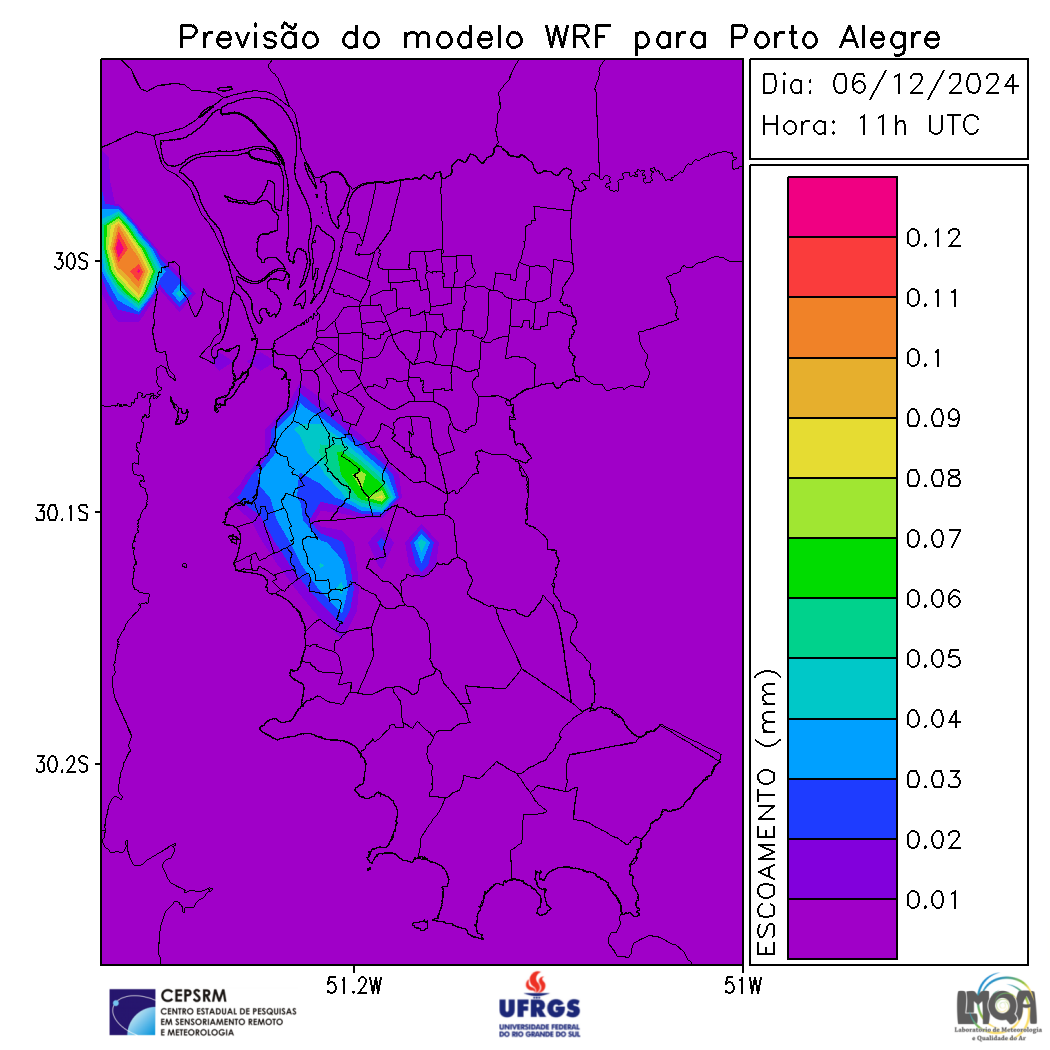 Previsão do modelo WRF para Porto Alegre
Dia: 06/12/2024
Hora: 11h UTC
30S
30.1S
30.2S
51.2W
51W
ESCOAMENTO (mm)
0.12
0.11
0.1
0.09
0.08
0.07
0.06
0.05
0.04
0.03
0.02
0.01
CEPSRM
CENTRO ESTADUAL DE PESQUISAS
EM SENSORIAMENTO REMOTO
E METEOROLOGIA
UFRGS
UNIVERSIDADE FEDERAL
DO RIO GRANDE DO SUL
LMQA
Laboratório de Meteorologia
e Qualidade do Ar